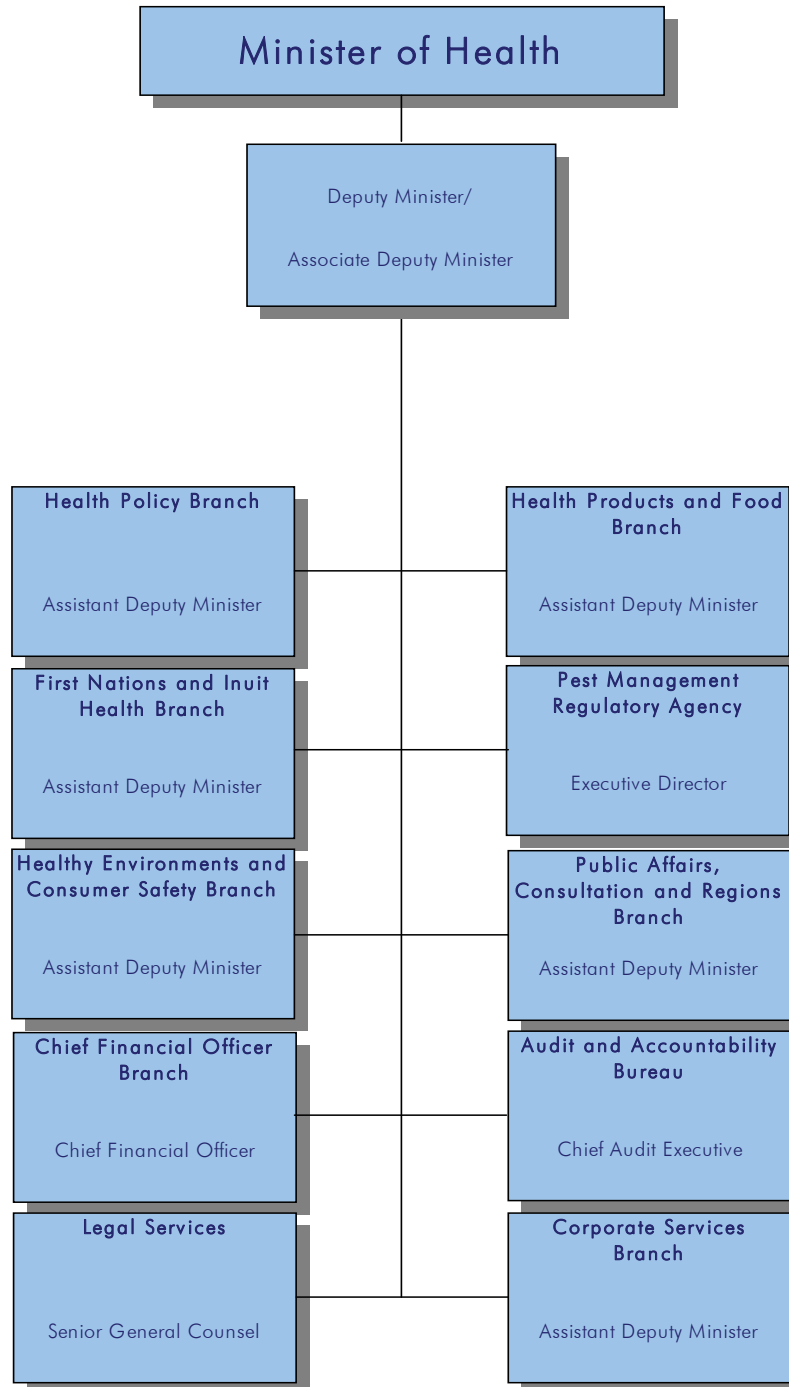 Minister of Health
Deputy Minister/
Associate Deputy Minister
Health Policy Branch
Assistant Deputy Minister
Health Products and Food
Branch
Assistant Deputy Minister
First Nations and Inuit
Health Branch
Assistant Deputy Minister
Pest Management
Regulatory Agency
Executive Director
Healthy Environments and
Consumer Safety Branch
Assistant Deputy Minister
Public Affairs,
Consultation and Regions
Branch
Assistant Deputy Minister
Chief Financial Officer
Branch
Chief Financial Officer
Audit and Accountability
Bureau
Chief Audit Executive
Legal Services
Senior General Counsel
Corporate Services
Branch
Assistant Deputy Minister